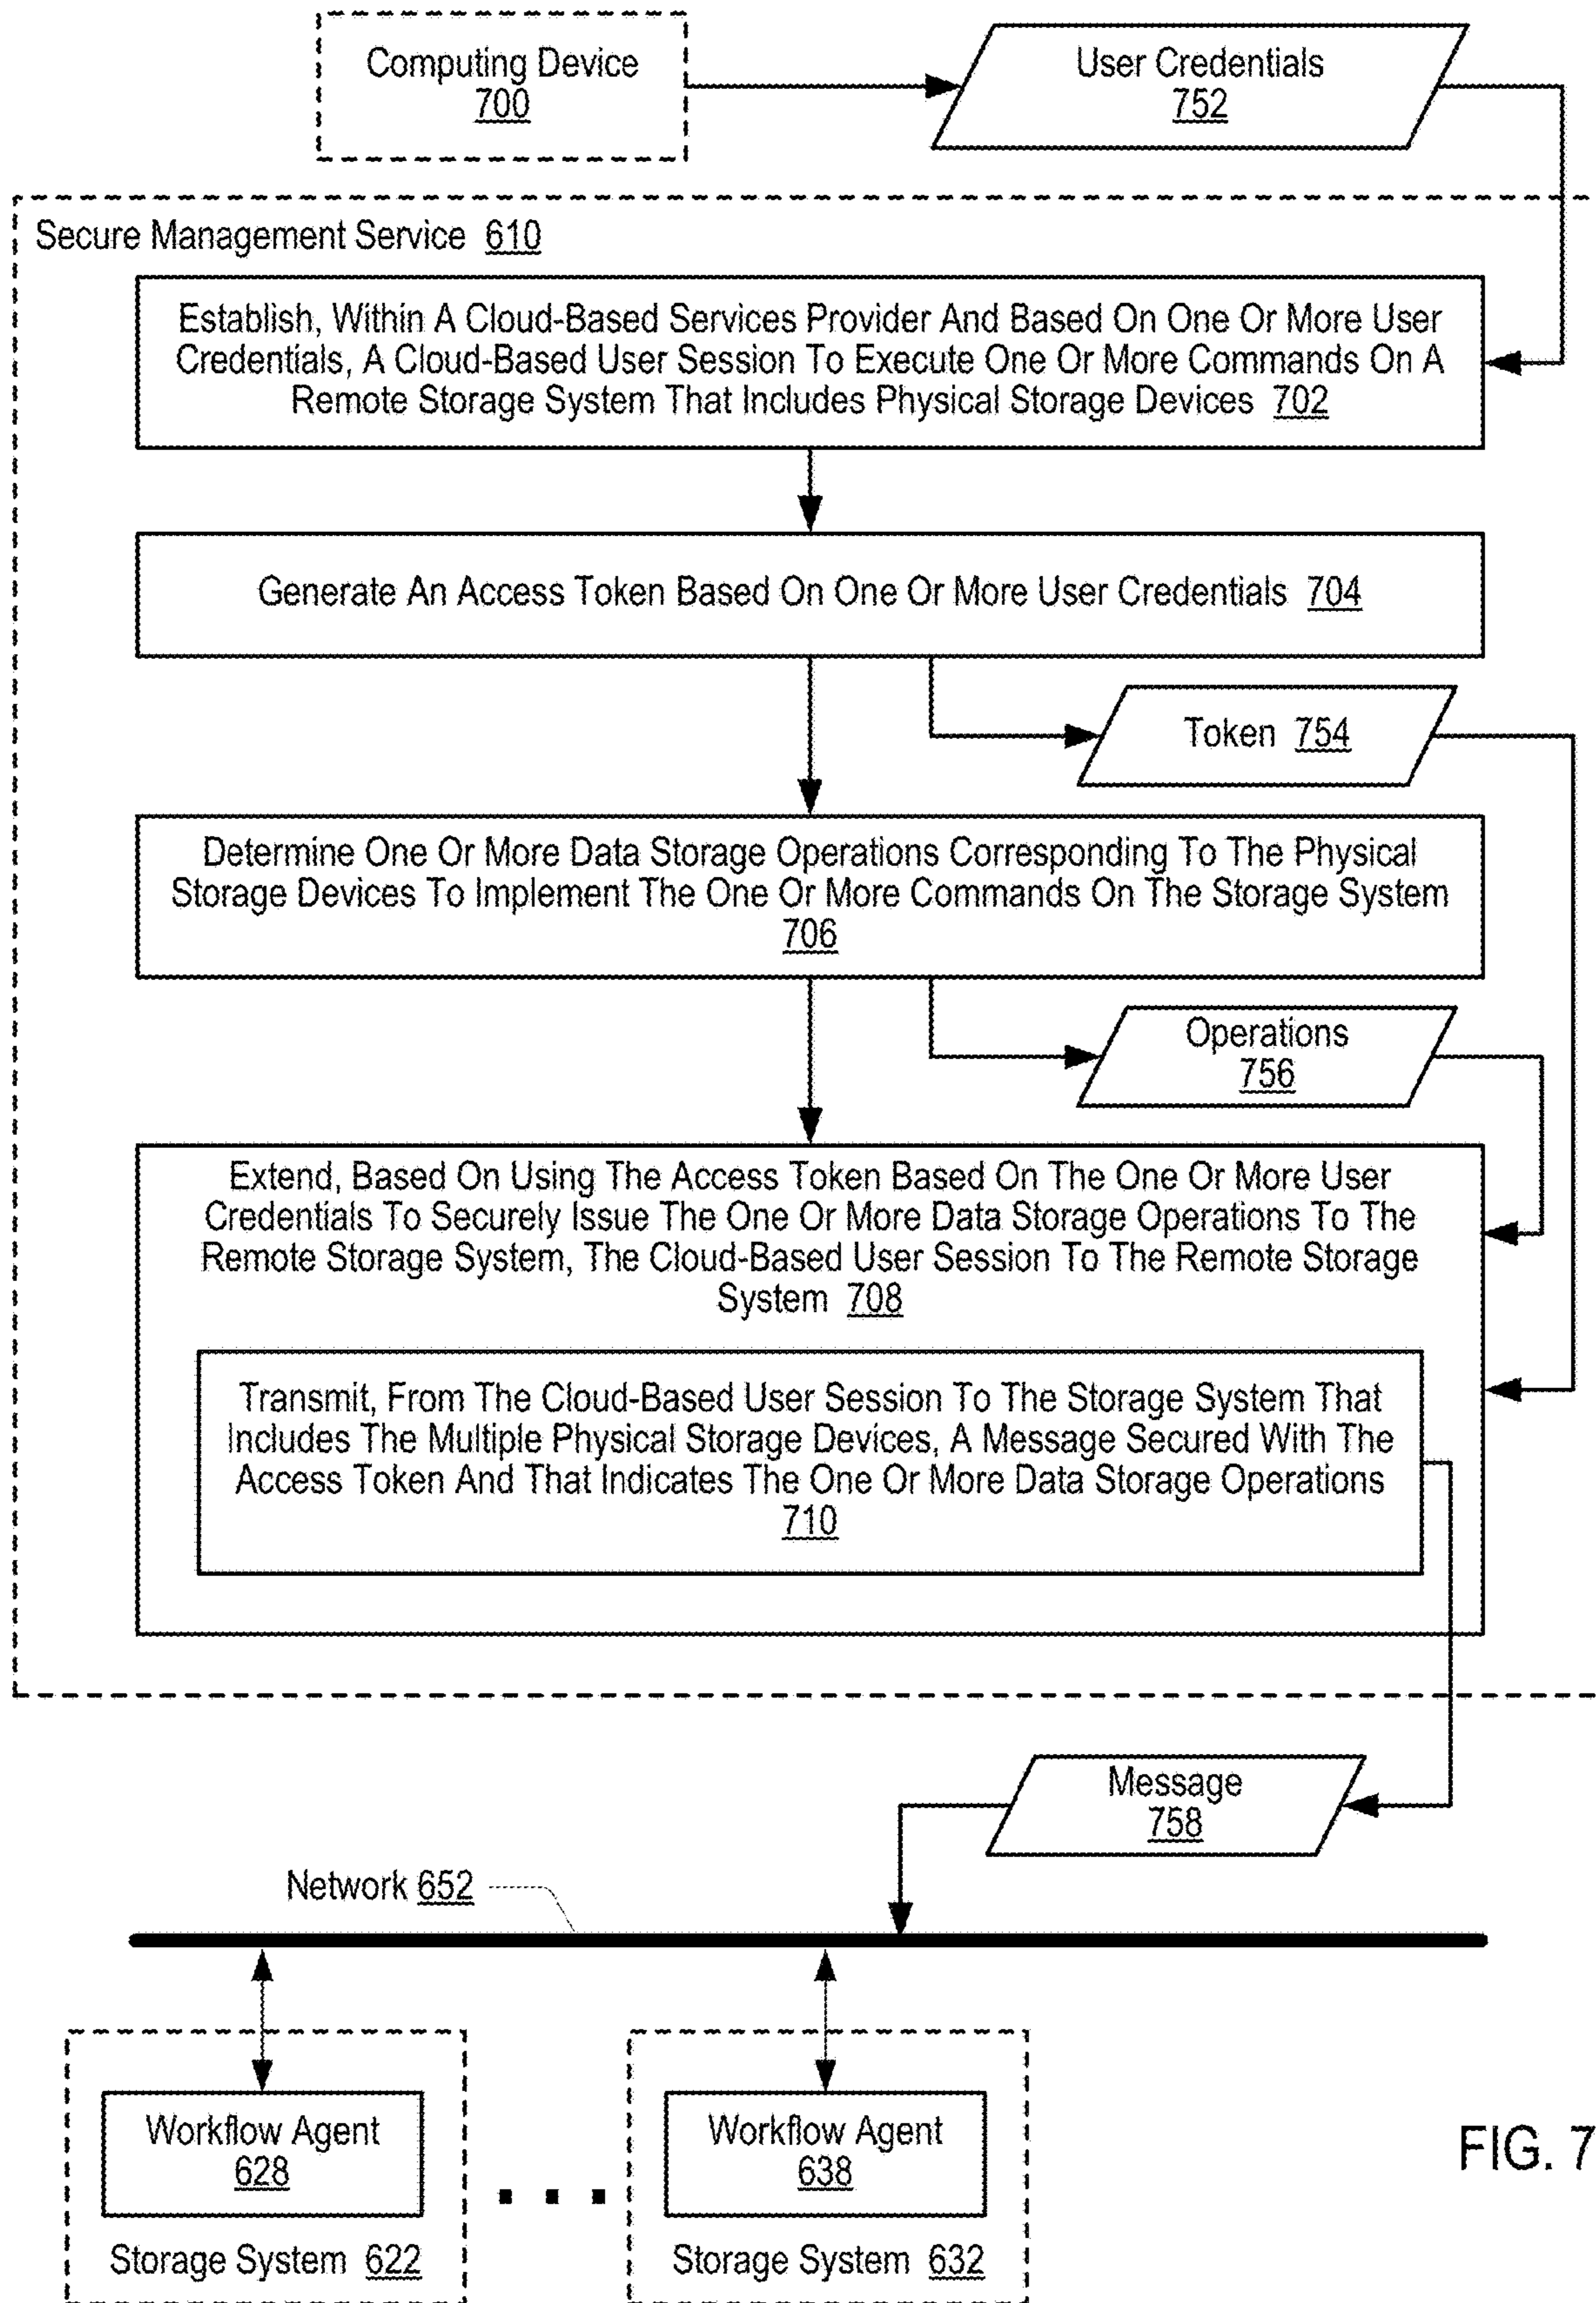 Computing Device
700
User Credentials
752
Secure Management Service 610
Establish, Within A Cloud-Based Services Provider And Based On One Or More User
Credentials, A Cloud-Based User Session To Execute One Or More Commands On A
Remote Storage System That Includes Physical Storage Devices 702
Generate An Access Token Based On One Or More User Credentials 704
Token 754
Determine One Or More Data Storage Operations Corresponding To The Physical
Storage Devices To Implement The One Or More Commands On The Storage System
706
Operations
756
Extend, Based On Using The Access Token Based On The One Or More User
Credentials To Securely Issue The One Or More Data Storage Operations To The
Remote Storage System, The Cloud-Based User Session To The Remote Storage
System 708
Transmit, From The Cloud-Based User Session To The Storage System That
Includes The Multiple Physical Storage Devices, A Message Secured With The
Access Token And That Indicates The One Or More Data Storage Operations
710
Message
758
Network 652
Workflow Agent
628
Storage System 622
Workflow Agent
638
Storage System 632
FIG. 7